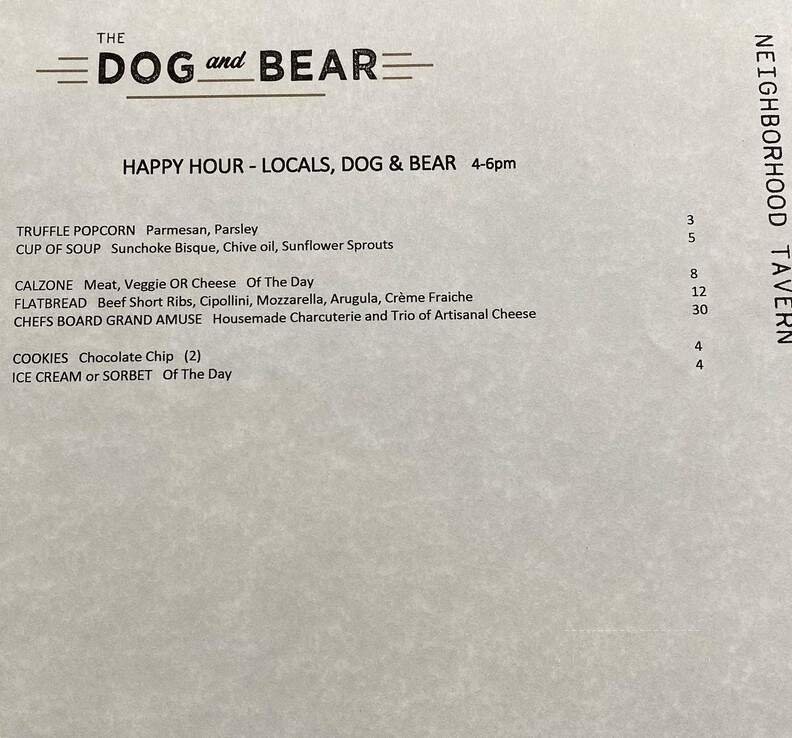 THE
DOG and BEAR
HAPPY HOUR - LOCALS, DOG & BEAR 4-6pm
TRUFFLE POPCORN Parmesan, Parsley 3
CUP OF SOUP Sunchoke Bisque, Chive oil, Sunflower Sprouts 5
CALZONE Meat, Veggie OR Cheese Of The Day 8
FLATBREAD Beef Short Ribs, Cipollini, Mozzarella, Arugula, Crème Fraiche 12
CHEFS BOARD GRAND AMUSE Housemade Charcuterie and Trio of Artisanal Cheese 30
COOKIES Chocolate Chip (2) 4
ICE CREAM or SORBET Of The Day 4
NEIGHBORHOOD TAVERN